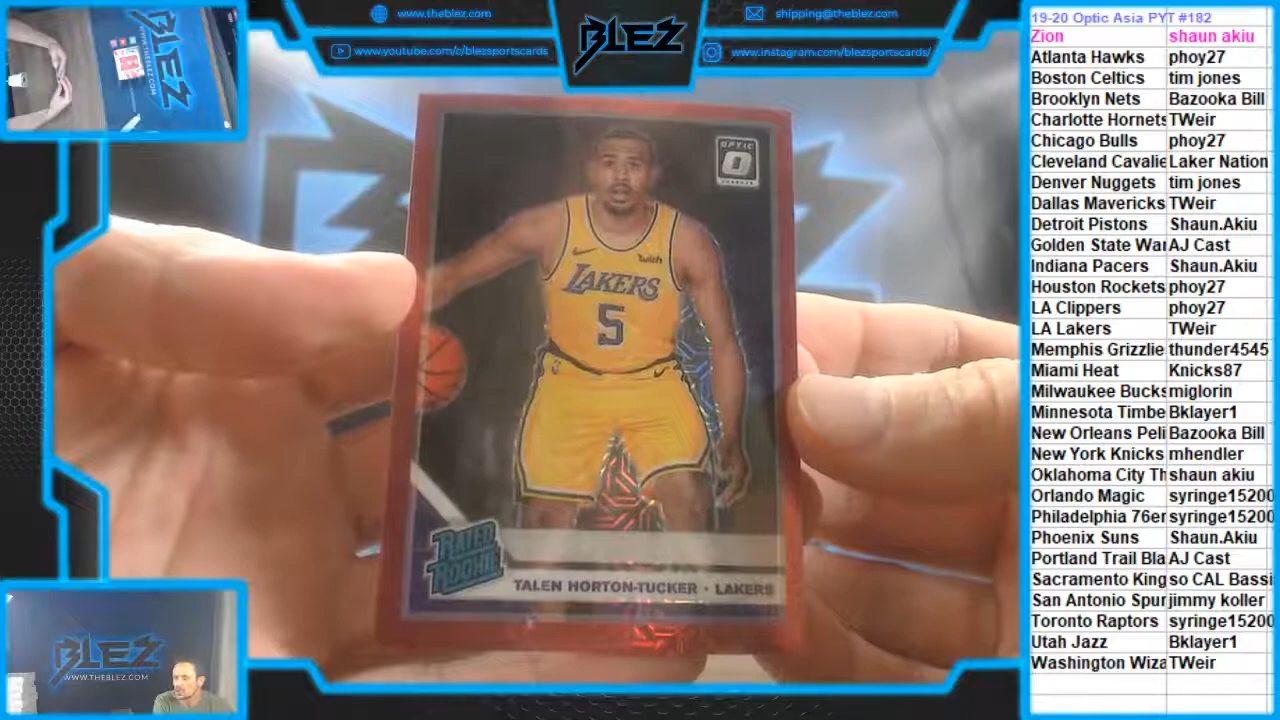 www.theblez.com
shipping@theblez.com
www.youtube.com/c/blezsportscards
www.instagram.com/blezsportscards/
BLEZ
BLEZ
WWW.THEBLEZ.COM
OPTIC
LAKERS
5
RATED
ROOKIE
TALEN HORTON-TUCKER · LAKERS
BLEZ
WWW.THEBLEZ.COM
19-20 Optic Asia PYT #182
Zion shaun akiu
Atlanta Hawks phoy27
Boston Celtics tim jones
Brooklyn Nets Bazooka Bill
Charlotte Hornets TWeir
Chicago Bulls phoy27
Cleveland Cavalie Laker Nation
Denver Nuggets tim jones
Dallas Mavericks TWeir
Detroit Pistons Shaun.Akiu
Golden State War AJ Cast
Indiana Pacers Shaun.Akiu
Houston Rockets phoy27
LA Clippers phoy27
LA Lakers TWeir
Memphis Grizzlie thunder4545
Miami Heat Knicks87
Milwaukee Bucks miglorin
Minnesota Timbe Bklayer1
New Orleans Peli Bazooka Bill
New York Knicks mhendler
Oklahoma City Th shaun akiu
Orlando Magic syringe15200
Philadelphia 76er syringe15200
Phoenix Suns Shaun.Akiu
Portland Trail Bla AJ Cast
Sacramento King so CAL Bassi
San Antonio Spur jimmy koller
Toronto Raptors syringe15200
Utah Jazz Bklayer1
Washington Wiza TWeir